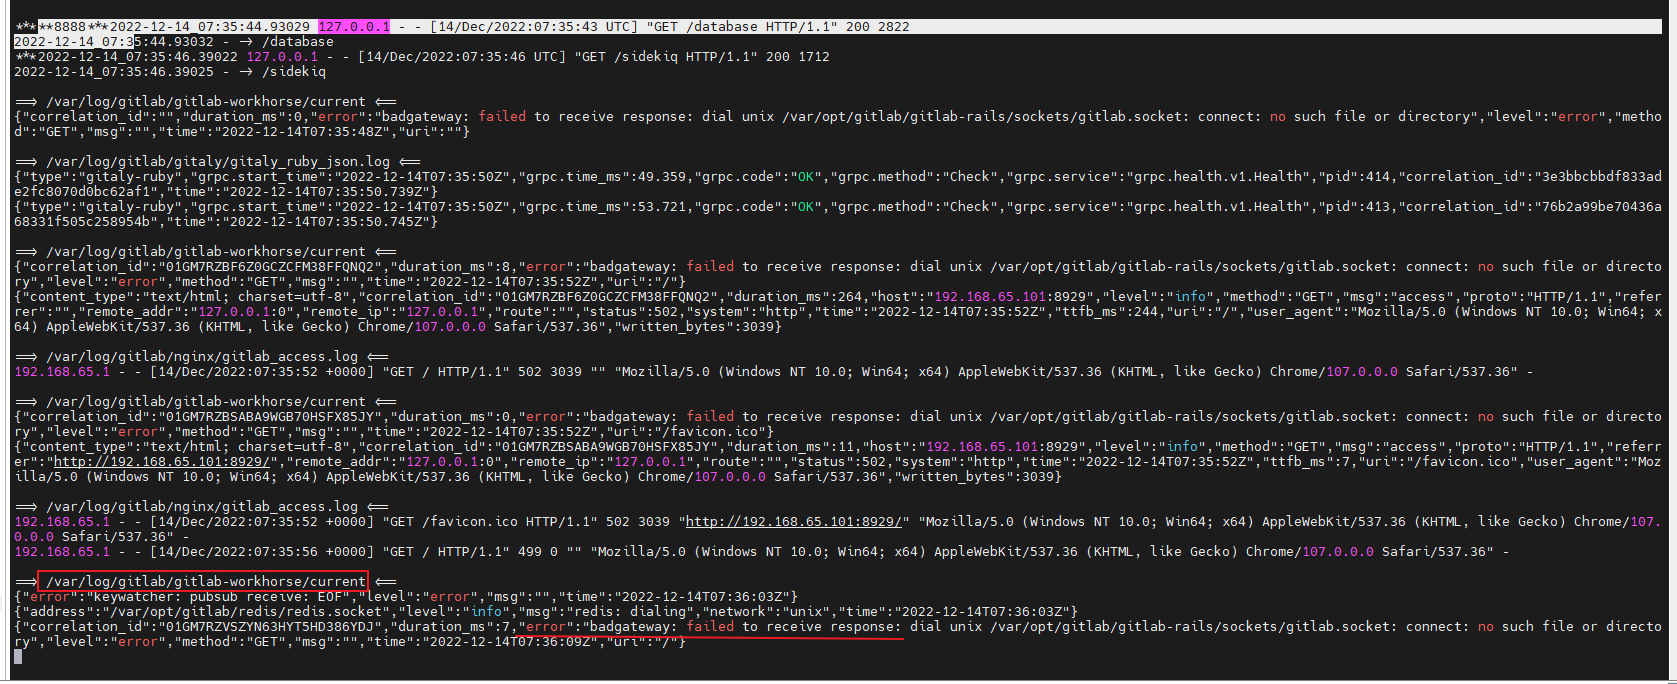 *****8888***2022-12-14_07:35:44.93029 127.0.0.1 - - [14/Dec/2022:07:35:43 UTC] "GET /database HTTP/1.1" 200 2822
2022-12-14_07:35:44.93032 - -> /database
***2022-12-14_07:35:46.39022 127.0.0.1 - - [14/Dec/2022:07:35:46 UTC] "GET /sidekiq HTTP/1.1" 200 1712
2022-12-14_07:35:46.39025 - -> /sidekiq
==> /var/log/gitlab/gitlab-workhorse/current <==
{"correlation_id":"","duration_ms":0,"error":"badgateway: failed to receive response: dial unix /var/opt/gitlab/gitlab-rails/sockets/gitlab.socket: connect: no such file or directory","level":"error","metho
d":"GET","msg":"","time":"2022-12-14T07:35:48Z","uri":""}
==> /var/log/gitlab/gitaly/gitaly_ruby_json.log <==
{"type":"gitaly-ruby","grpc.start_time":"2022-12-14T07:35:50Z","grpc.time_ms":49.359,"grpc.code":"OK","grpc.method":"Check","grpc.service":"grpc.health.v1.Health","pid":414,"correlation_id":"3e3bbcbbdf833ad
e2fc8070d0bc62af1","time":"2022-12-14T07:35:50.739Z"}
{"type":"gitaly-ruby","grpc.start_time":"2022-12-14T07:35:50Z","grpc.time_ms":53.721,"grpc.code":"OK","grpc.method":"Check","grpc.service":"grpc.health.v1.Health","pid":413,"correlation_id":"76b2a99be70436a
68331f505c258954b","time":"2022-12-14T07:35:50.745Z"}
==> /var/log/gitlab/gitlab-workhorse/current <==
{"correlation_id":"01GM7RZBF6Z0GCZCFM38FFQNQ2","duration_ms":8,"error":"badgateway: failed to receive response: dial unix /var/opt/gitlab/gitlab-rails/sockets/gitlab.socket: connect: no such file or directo
ry","level":"error","method":"GET","msg":"","time":"2022-12-14T07:35:52Z","uri":"/"}
{"content_type":"text/html; charset=utf-8","correlation_id":"01GM7RZBF6Z0GCZCFM38FFQNQ2","duration_ms":264,"host":"192.168.65.101:8929","level":"info","method":"GET","msg":"access","proto":"HTTP/1.1","refer
rer":"","remote_addr":"127.0.0.1:0","remote_ip":"127.0.0.1","route":"","status":502,"system":"http","time":"2022-12-14T07:35:52Z","ttfb_ms":244,"uri":"/","user_agent":"Mozilla/5.0 (Windows NT 10.0; Win64; x
64) AppleWebKit/537.36 (KHTML, like Gecko) Chrome/107.0.0.0 Safari/537.36","written_bytes":3039}
==> /var/log/gitlab/nginx/gitlab_access.log <==
192.168.65.1 - - [14/Dec/2022:07:35:52 +0000] "GET / HTTP/1.1" 502 3039 "" "Mozilla/5.0 (Windows NT 10.0; Win64; x64) AppleWebKit/537.36 (KHTML, like Gecko) Chrome/107.0.0.0 Safari/537.36" -
==> /var/log/gitlab/gitlab-workhorse/current <==
{"correlation_id":"01GM7RZBSABA9WGB70HSFX85JY","duration_ms":0,"error":"badgateway: failed to receive response: dial unix /var/opt/gitlab/gitlab-rails/sockets/gitlab.socket: connect: no such file or directo
ry","level":"error","method":"GET","msg":"","time":"2022-12-14T07:35:52Z","uri":"/favicon.ico"}
{"content_type":"text/html; charset=utf-8","correlation_id":"01GM7RZBSABA9WGB70HSFX85JY","duration_ms":11,"host":"192.168.65.101:8929","level":"info","method":"GET","msg":"access","proto":"HTTP/1.1","referr
er":"http://192.168.65.101:8929/","remote_addr":"127.0.0.1:0","remote_ip":"127.0.0.1","route":"","status":502,"system":"http","time":"2022-12-14T07:35:52Z","ttfb_ms":7,"uri":"/favicon.ico","user_agent":"Moz
illa/5.0 (Windows NT 10.0; Win64; x64) AppleWebKit/537.36 (KHTML, like Gecko) Chrome/107.0.0.0 Safari/537.36","written_bytes":3039}
==> /var/log/gitlab/nginx/gitlab_access.log <==
192.168.65.1 - - [14/Dec/2022:07:35:52 +0000] "GET /favicon.ico HTTP/1.1" 502 3039 "http://192.168.65.101:8929/" "Mozilla/5.0 (Windows NT 10.0; Win64; x64) AppleWebKit/537.36 (KHTML, like Gecko) Chrome/107.
0.0.0 Safari/537.36" -
192.168.65.1 - - [14/Dec/2022:07:35:56 +0000] "GET / HTTP/1.1" 499 0 "" "Mozilla/5.0 (Windows NT 10.0; Win64; x64) AppleWebKit/537.36 (KHTML, like Gecko) Chrome/107.0.0.0 Safari/537.36" -
==> /var/log/gitlab/gitlab-workhorse/current <==
{"error":"keywatcher: pubsub receive: EOF","level":"error","msg":"","time":"2022-12-14T07:36:03Z"}
{"address":"/var/opt/gitlab/redis/redis.socket","level":"info","msg":"redis: dialing","network":"unix","time":"2022-12-14T07:36:03Z"}
{"correlation_id":"01GM7RZVSZYN63HYT5HD386YDJ","duration_ms":7,"error":"badgateway: failed to receive response: dial unix /var/opt/gitlab/gitlab-rails/sockets/gitlab.socket: connect: no such file or directo
ry","level":"error","method":"GET","msg":"","time":"2022-12-14T07:36:09Z","uri":"/"}